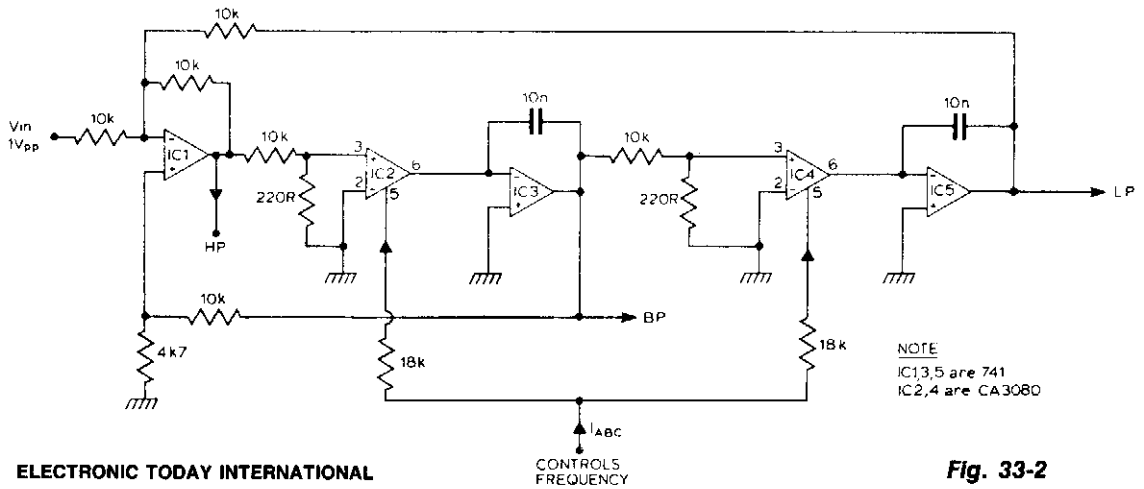 10k
10k
10k
Vin
1Vpp
-
+
IC1
HP
10k
220R
3
2
+
-
IC2
5
6
10n
-
+
IC3
10k
220R
3
2
+
-
IC4
5
6
10n
-
+
IC5
LP
10k
BP
4k7
18k
18k
NOTE
IC1,3,5 are 741
IC2,4 are CA3080
IABC
CONTROLS
FREQUENCY
ELECTRONIC TODAY INTERNATIONAL
Fig. 33-2